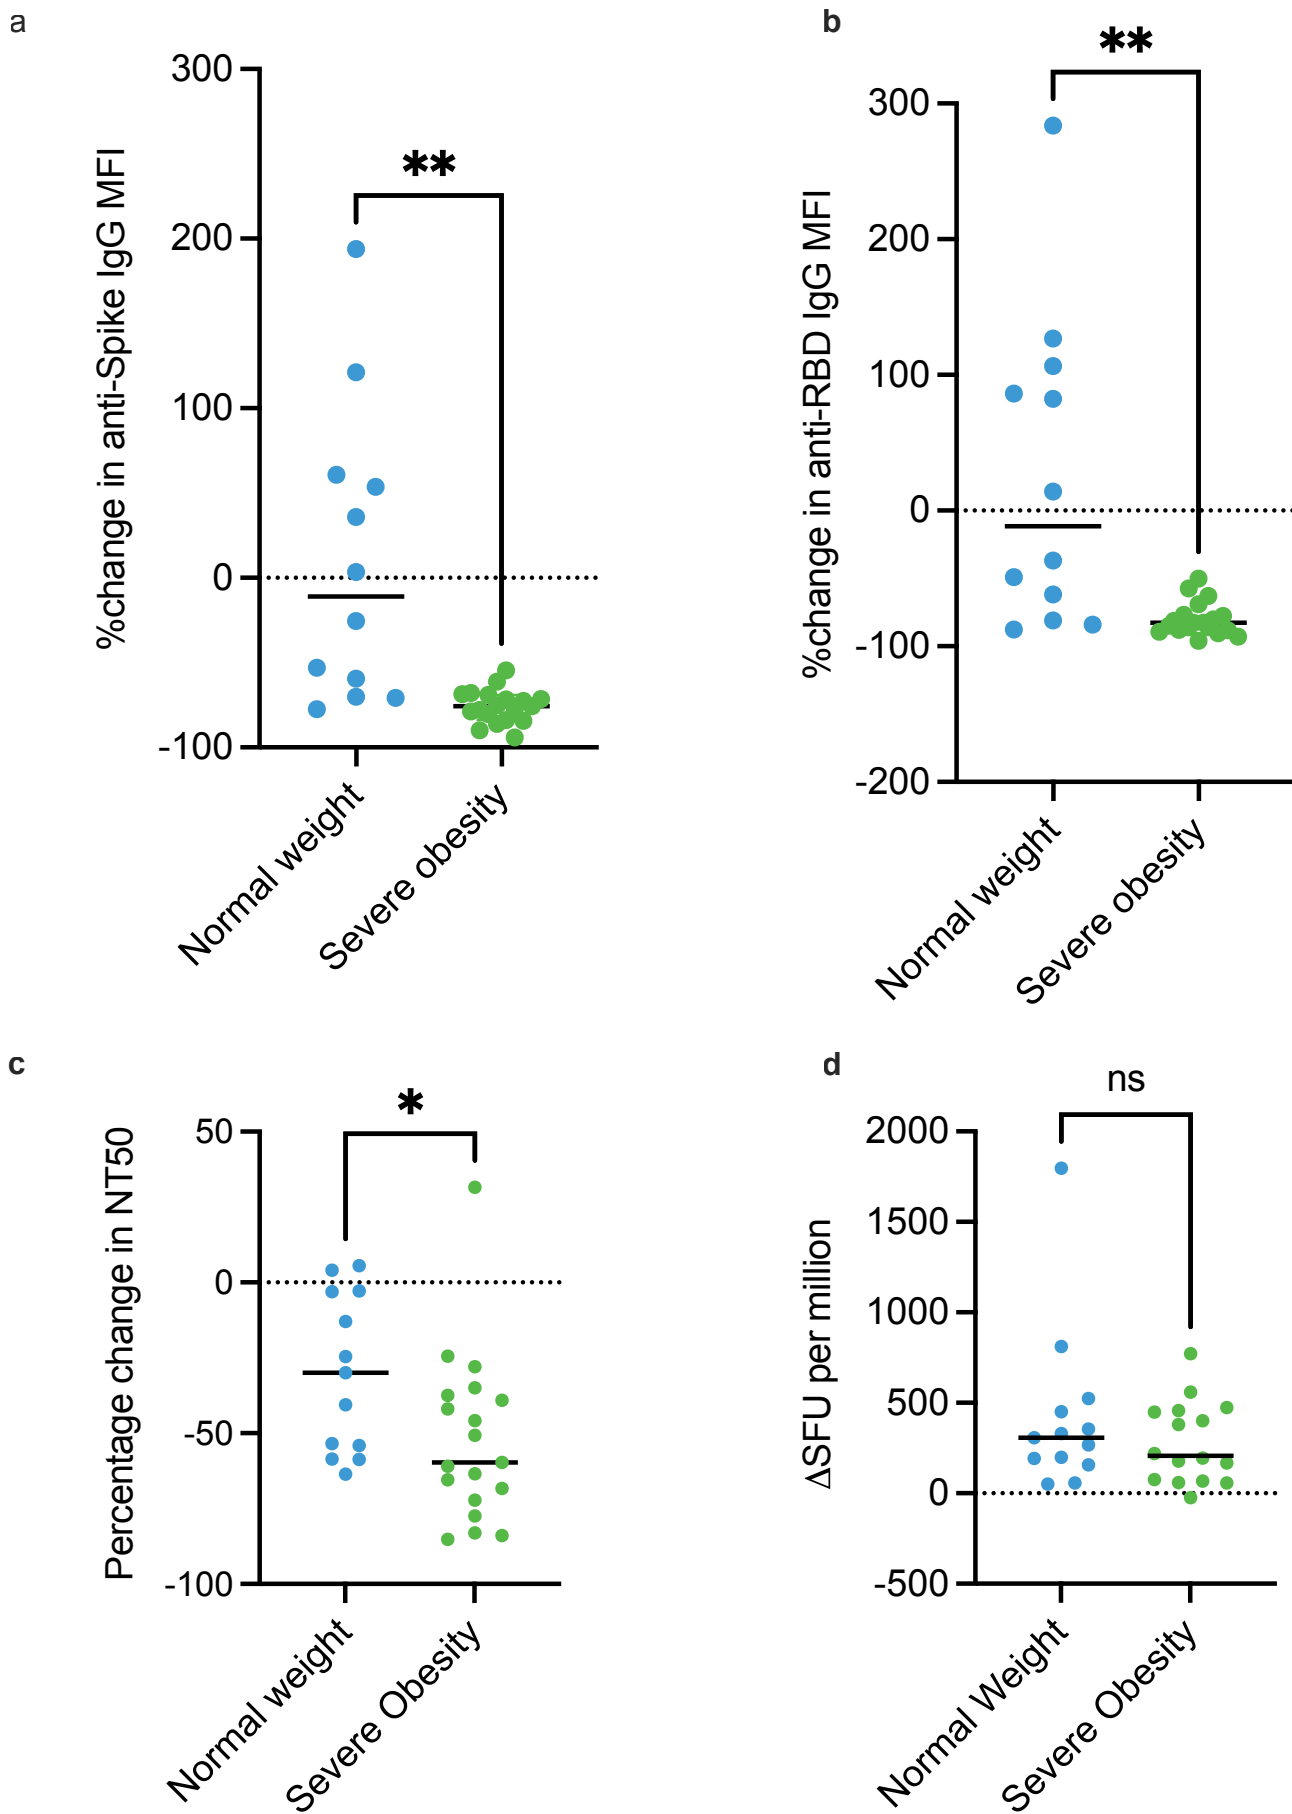 a
**
300
200
100
0
-100
%change in anti-Spike IgG MFI
Normal weight
Severe obesity
b
**
300
200
100
0
-100
-200
%change in anti-RBD IgG MFI
Normal weight
Severe obesity
c
*
50
0
-50
-100
Percentage change in NT50
Normal weight
Severe Obesity
d
ns
2000
1500
1000
500
0
-500
ΔSFU per million
Normal Weight
Severe Obesity